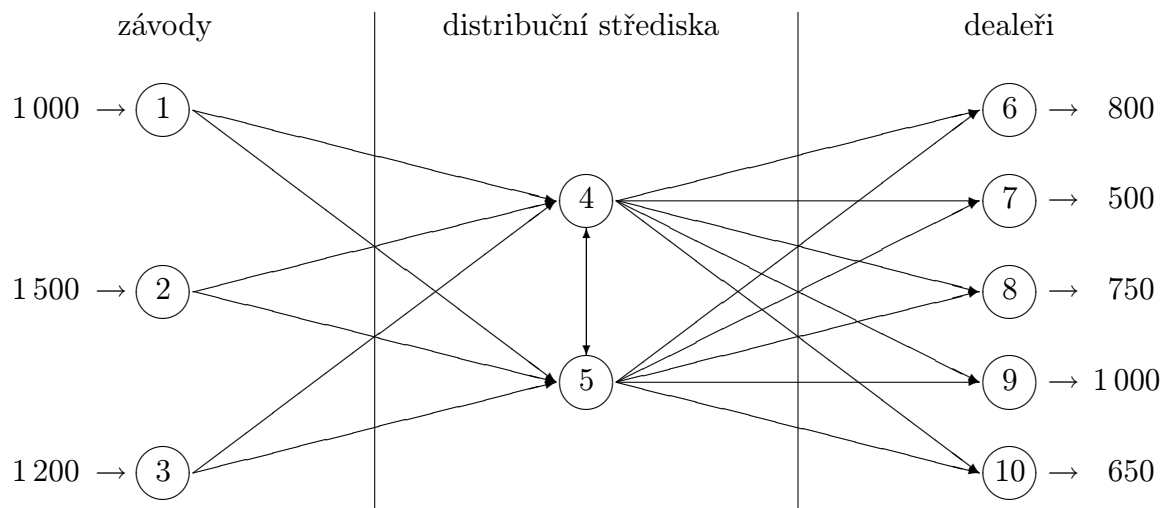 závody distribuční střediska dealeři
1 000 → 1 6 → 800
4 7 → 500
1 500 → 2 8 → 750
5 9 → 1 000
1 200 → 3 10 → 650